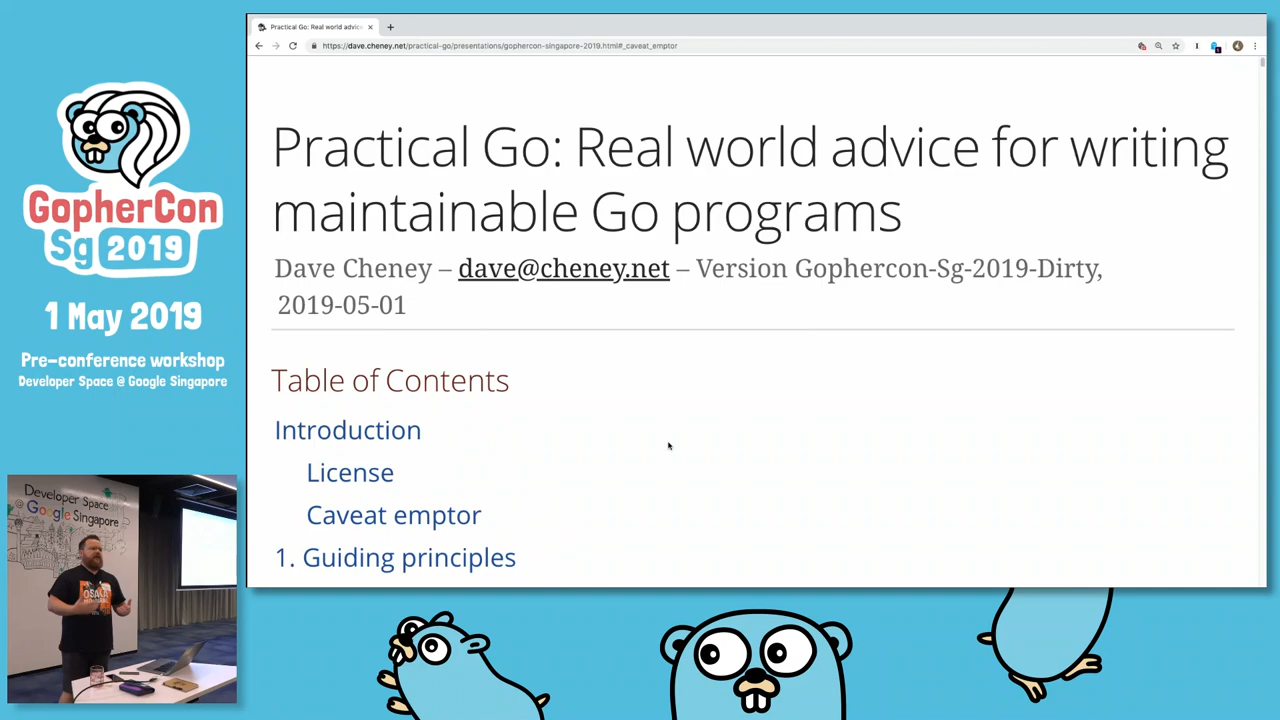 Practical Go: Real world advic
https://dave.cheney.net/practical-go/presentations/gophercon-singapore-2019.html#_caveat_emptor
Practical Go: Real world advice for writing
maintainable Go programs
Dave Cheney – dave@cheney.net – Version Gophercon-Sg-2019-Dirty,
2019-05-01
Table of Contents
Introduction
License
Caveat emptor
1. Guiding principles
GopherCon
Sg 2019
1 May 2019
Pre-conference workshop
Developer Space @ Google Singapore
Developer Space
@ Google Singapore
OSAKA